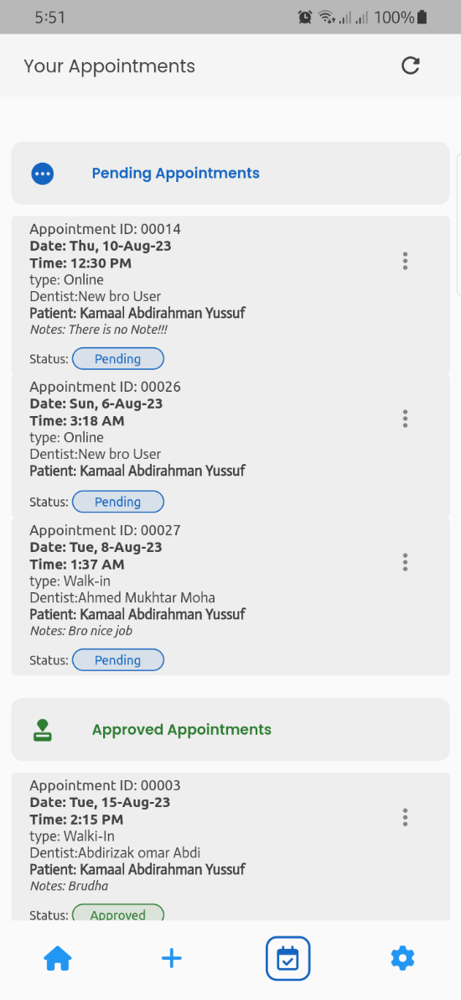 5:51
100%
Your Appointments
Pending Appointments
Appointment ID: 00014
Date: Thu, 10-Aug-23
Time: 12:30 PM
type: Online
Dentist:New bro User
Patient: Kamaal Abdirahman Yussuf
Notes: There is no Note!!!
Status: Pending
Appointment ID: 00026
Date: Sun, 6-Aug-23
Time: 3:18 AM
type: Online
Dentist:New bro User
Patient: Kamaal Abdirahman Yussuf
Status: Pending
Appointment ID: 00027
Date: Tue, 8-Aug-23
Time: 1:37 AM
type: Walk-in
Dentist:Ahmed Mukhtar Moha
Patient: Kamaal Abdirahman Yussuf
Notes: Bro nice job
Status: Pending
Approved Appointments
Appointment ID: 00003
Date: Tue, 15-Aug-23
Time: 2:15 PM
type: Walki-In
Dentist:Abdirizak omar Abdi
Patient: Kamaal Abdirahman Yussuf
Notes: Brudha
Status: Approved